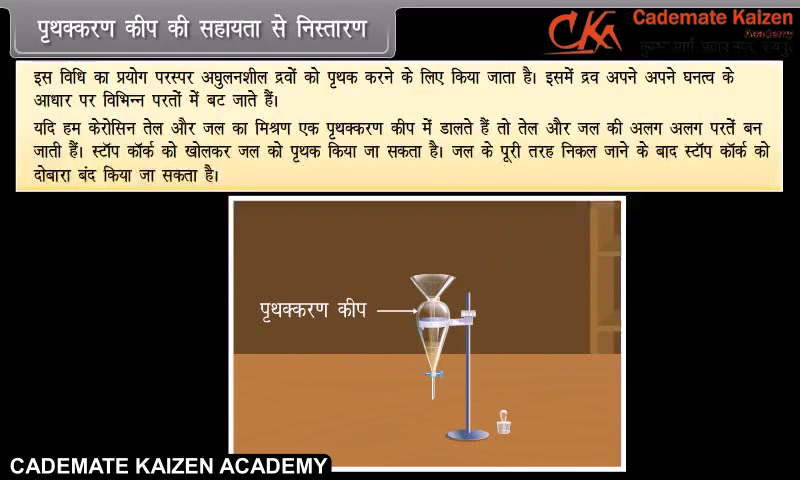 पृथक्करण कीप की सहायता से निस्तारण
Cademate Kaizen
Academy
इस विधि का प्रयोग परस्पर अघुलनशील द्रवों को पृथक करने के लिए किया जाता है। इसमें द्रव अपने अपने घनत्व के
आधार पर विभिन्न परतों में बट जाते हैं।
यदि हम केरोसिन तेल और जल का मिश्रण एक पृथक्करण कीप में डालते हैं तो तेल और जल की अलग अलग परतें बन
जाती हैं। स्टॉप कॉर्क को खोलकर जल को पृथक किया जा सकता है। जल के पूरी तरह निकल जाने के बाद स्टॉप कॉर्क को
दोबारा बंद किया जा सकता है।
पृथक्करण कीप
CADEMATE KAIZEN ACADEMY